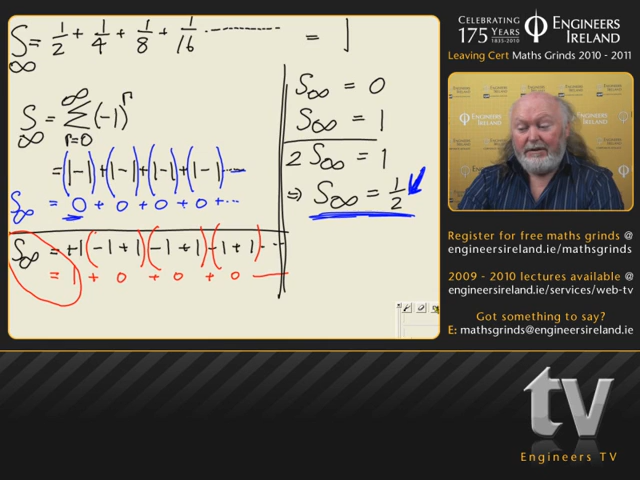 S∞ = 1/2 + 1/4 + 1/8 + 1/16 ............ = 1
S∞ = ∞ Σ r=0 (-1)^r
= (1-1)+(1-1)+(1-1)+(1-1)....
S∞ = 0 + 0 + 0 + 0 + ...
S∞ = +1(-1+1)(-1+1)(-1+1)...
= 1 + 0 + 0 + 0
S∞ = 0
S∞ = 1
2 S∞ = 1
⇒ S∞ = 1/2
CELEBRATING
175 YEARS
1835-2010
ENGINEERS
IRELAND
Leaving Cert Maths Grinds 2010 - 2011
Register for free maths grinds @
engineersireland.ie/mathsgrinds
2009 - 2010 lectures available @
engineersireland.ie/services/web-tv
Got something to say?
E: mathsgrinds@engineersireland.ie
tv
Engineers TV